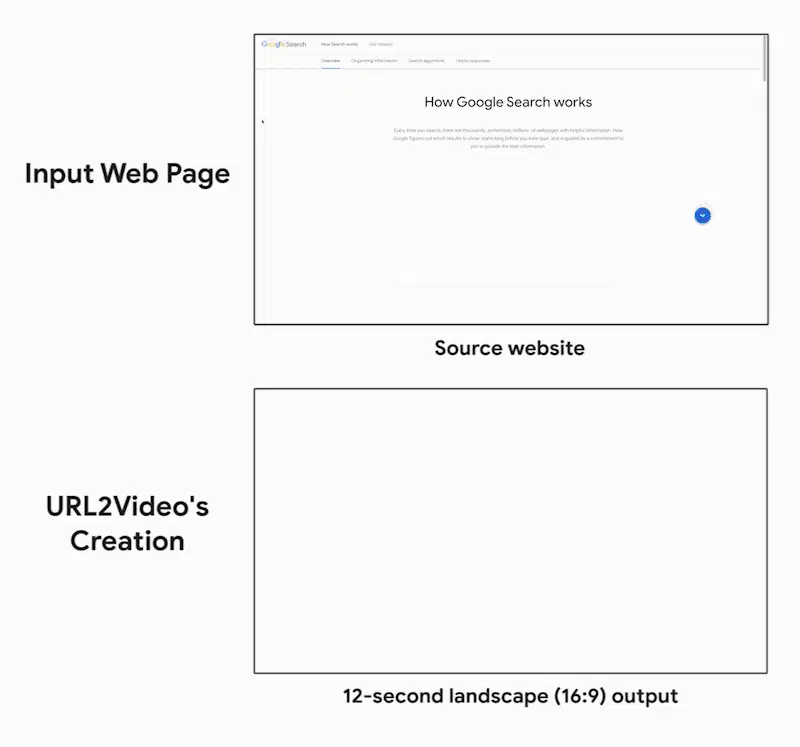 Google Search How Search works Our mission
Overview Organizing information Search algorithms Useful responses
How Google Search works
Every time you search, there are thousands, sometimes millions, of webpages with helpful information. How
Google figures out which results to show starts long before you even type, and is guided by a commitment to
you to provide the best information.
Input Web Page
Source website
URL2Video's
Creation
12-second landscape (16:9) output